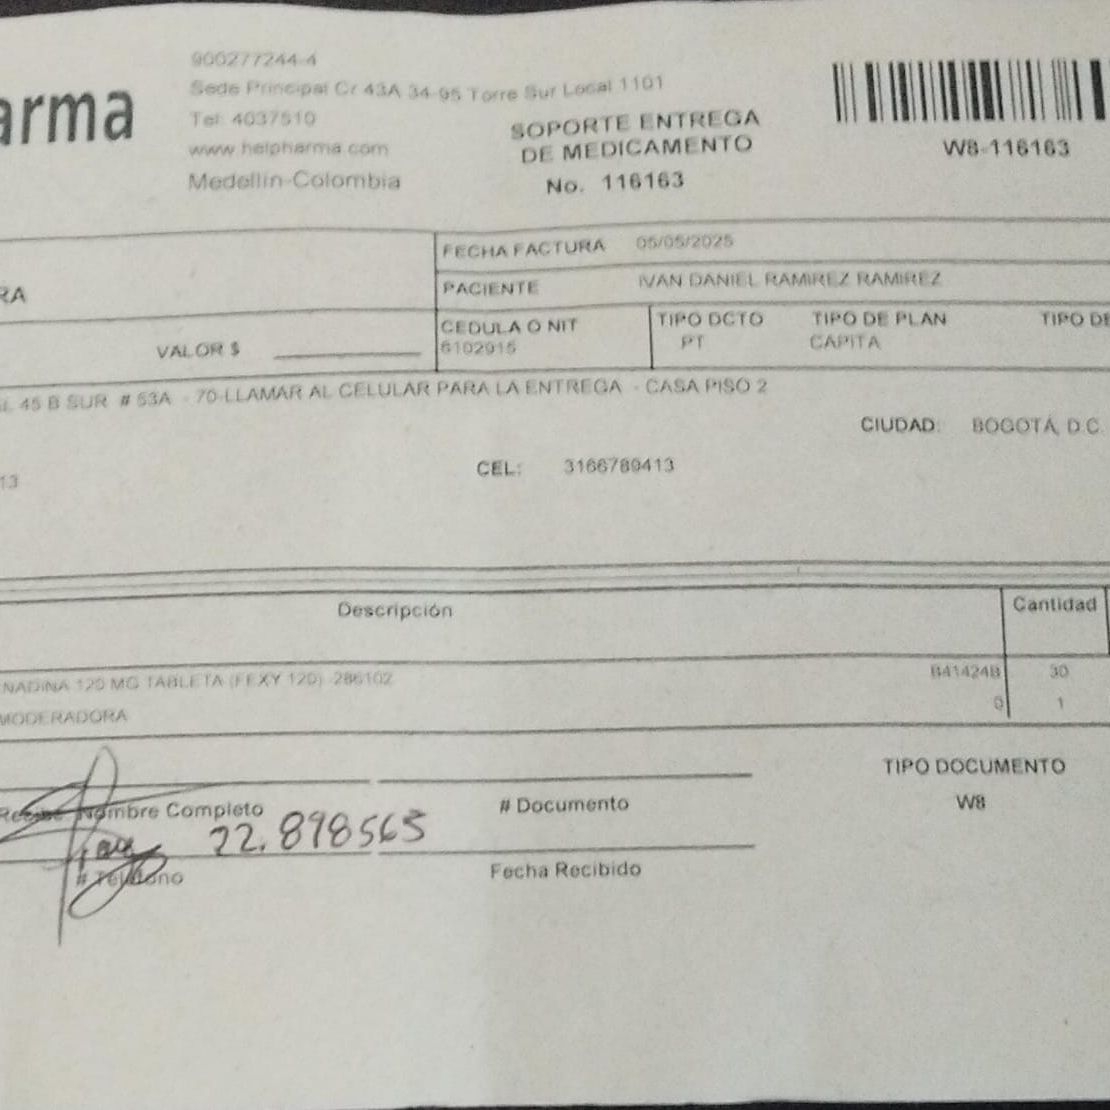 arma
900277244-4
Sede Principal Cr 43A 34-95 Torre Sur Local 1101
Tel: 4037510
www.helpharma.com
Medellín-Colombia
SOPORTE ENTREGA
DE MEDICAMENTO
No. 116163
W8-116163
FECHA FACTURA 05/05/2025
RA
PACIENTE IVAN DANIEL RAMIREZ RAMIREZ
VALOR $
CEDULA O NIT
6102915
TIPO DCTO
PT
TIPO DE PLAN
CAPITA
TIPO DE
45 B SUR # 53A - 70-LLAMAR AL CELULAR PARA LA ENTREGA - CASA PISO 2
CIUDAD: BOGOTÁ, D.C.
13
CEL: 3166789413
Descripción
Cantidad
NADINA 120 MG TABLETA (FEXY 120) -286102 B41424B 30
MODERADORA 0 1
TIPO DOCUMENTO
W8
Nombre Completo
# Documento
22.898563
# Teléfono
Fecha Recibido